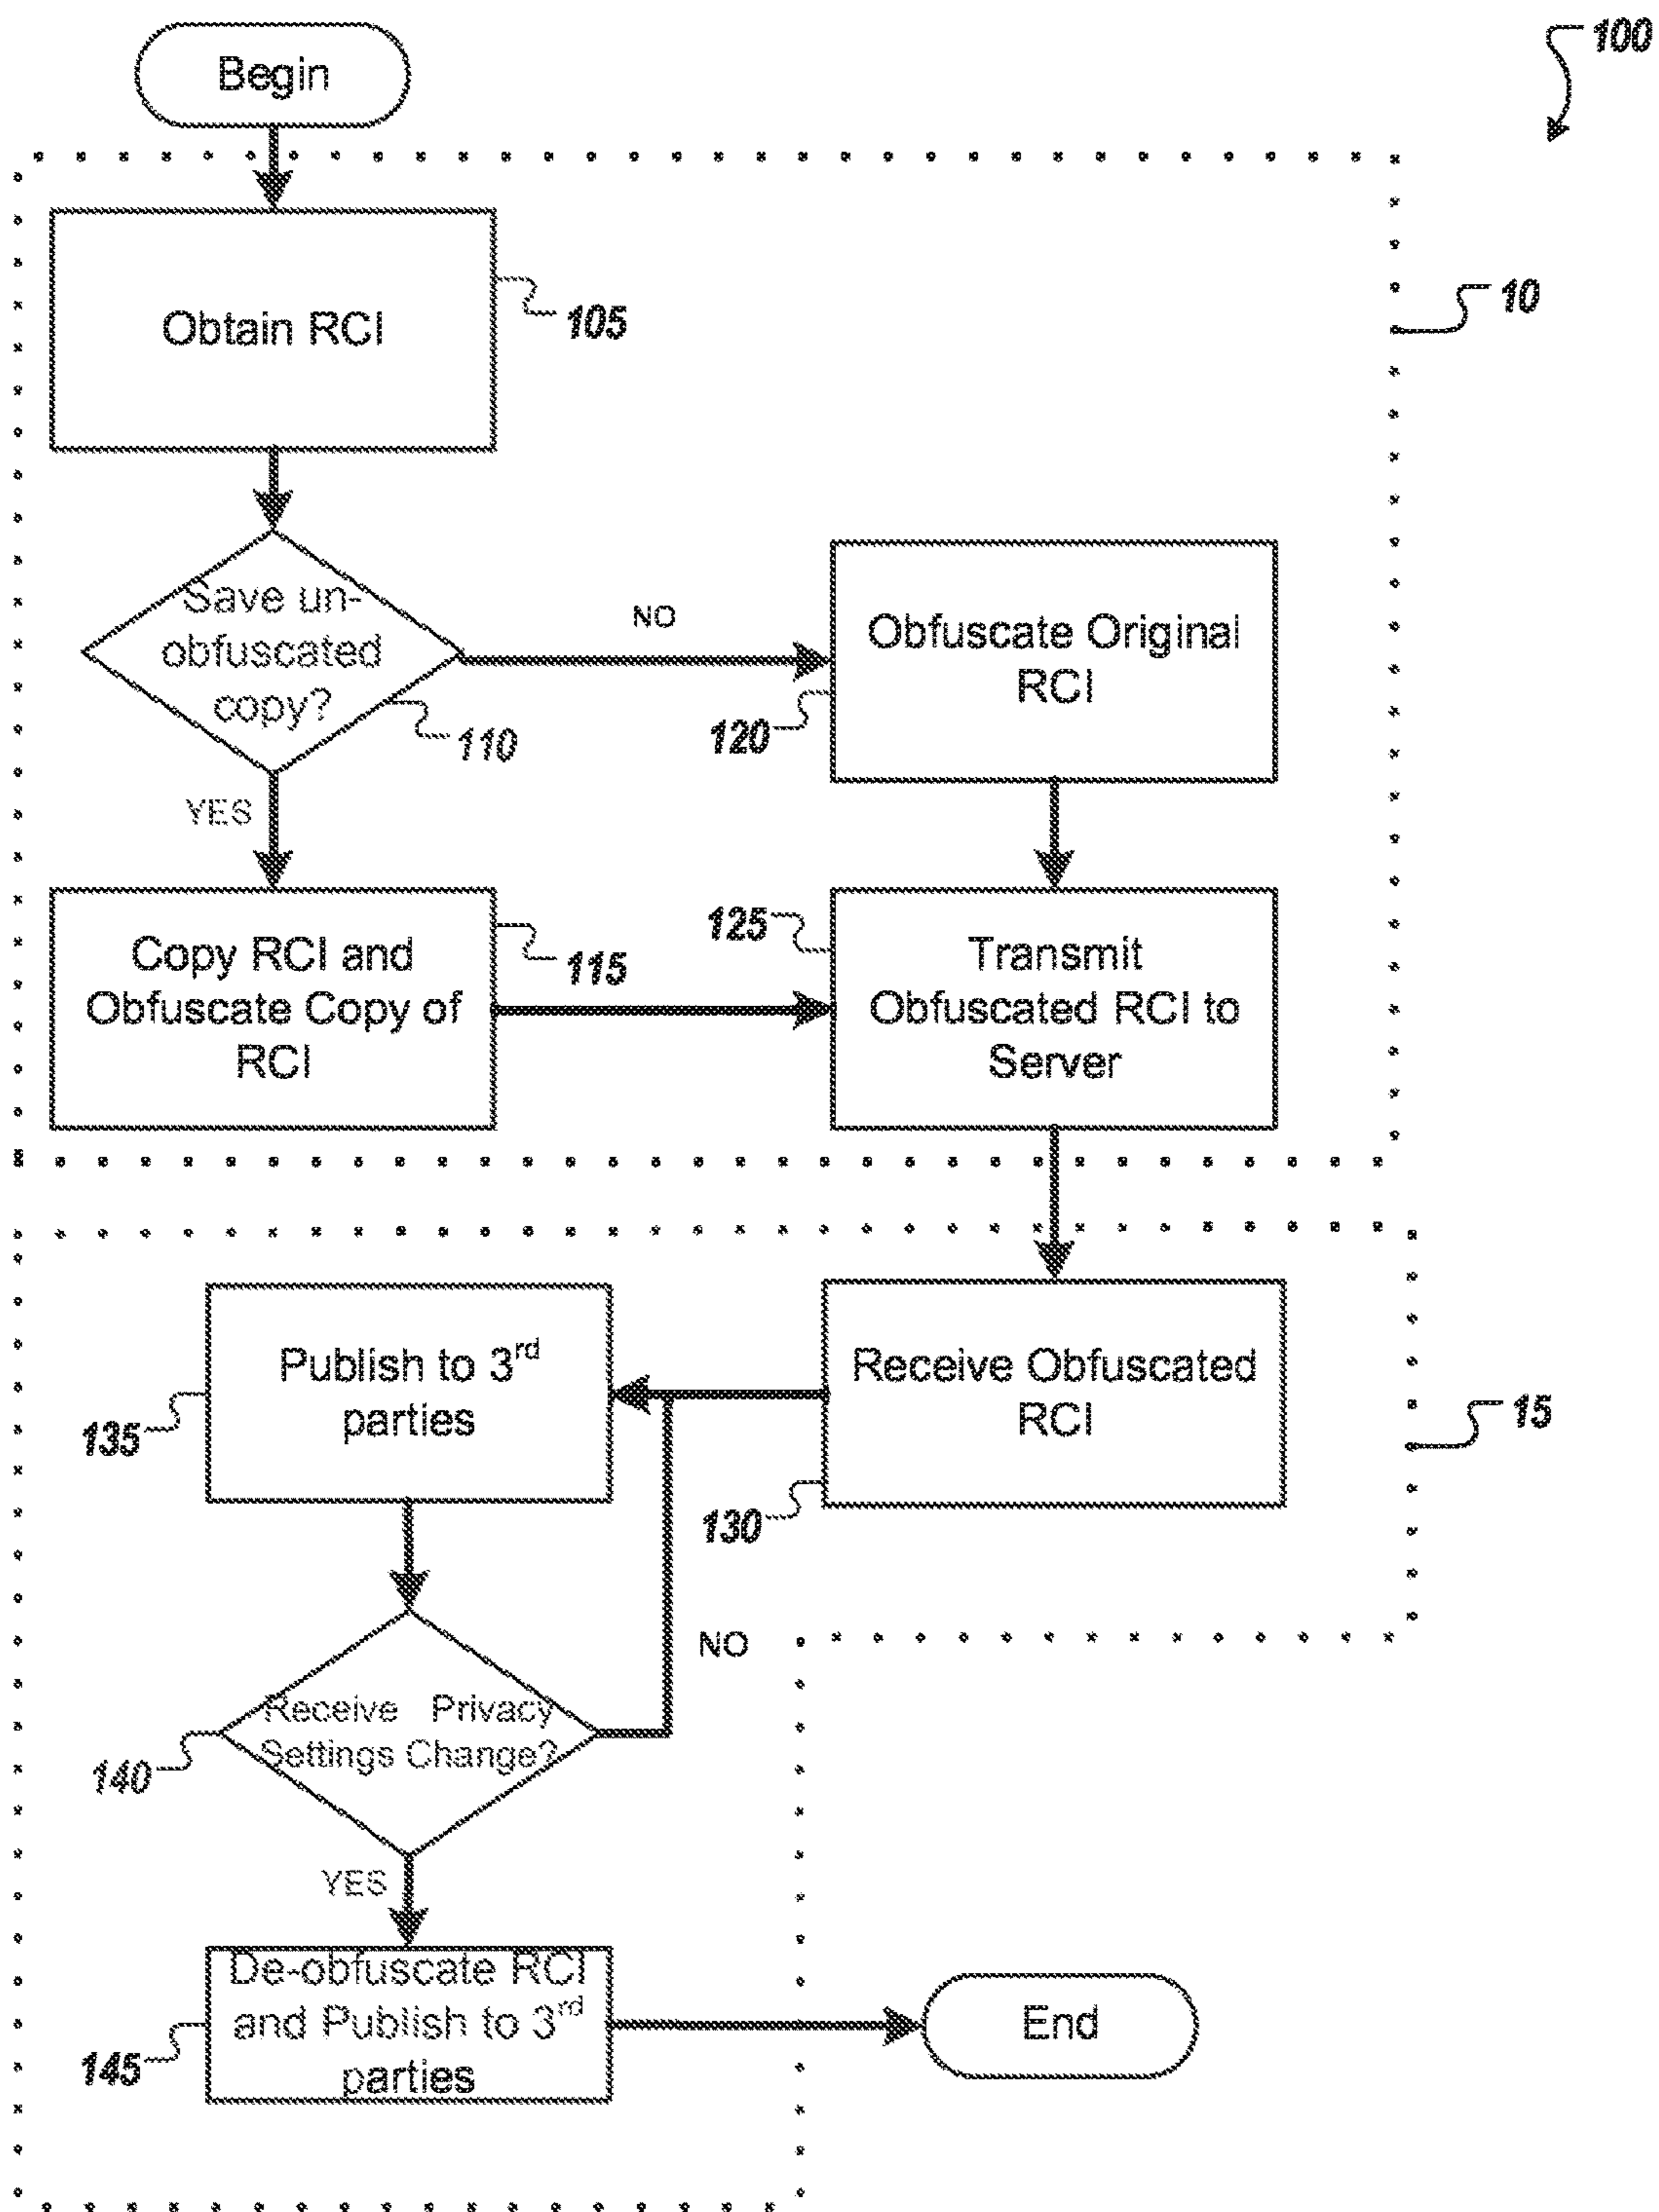 Begin
100
Obtain RCI
105
10
Save un-
obfuscated
copy?
110
NO
Obfuscate Original
RCI
120
YES
Copy RCI and
Obfuscate Copy of
RCI
115
125
Transmit
Obfuscated RCI to
Server
Publish to 3rd
parties
135
Receive Obfuscated
RCI
130
15
NO
Receive Privacy
Settings Change?
140
YES
De-obfuscate RCI
and Publish to 3rd
parties
145
End